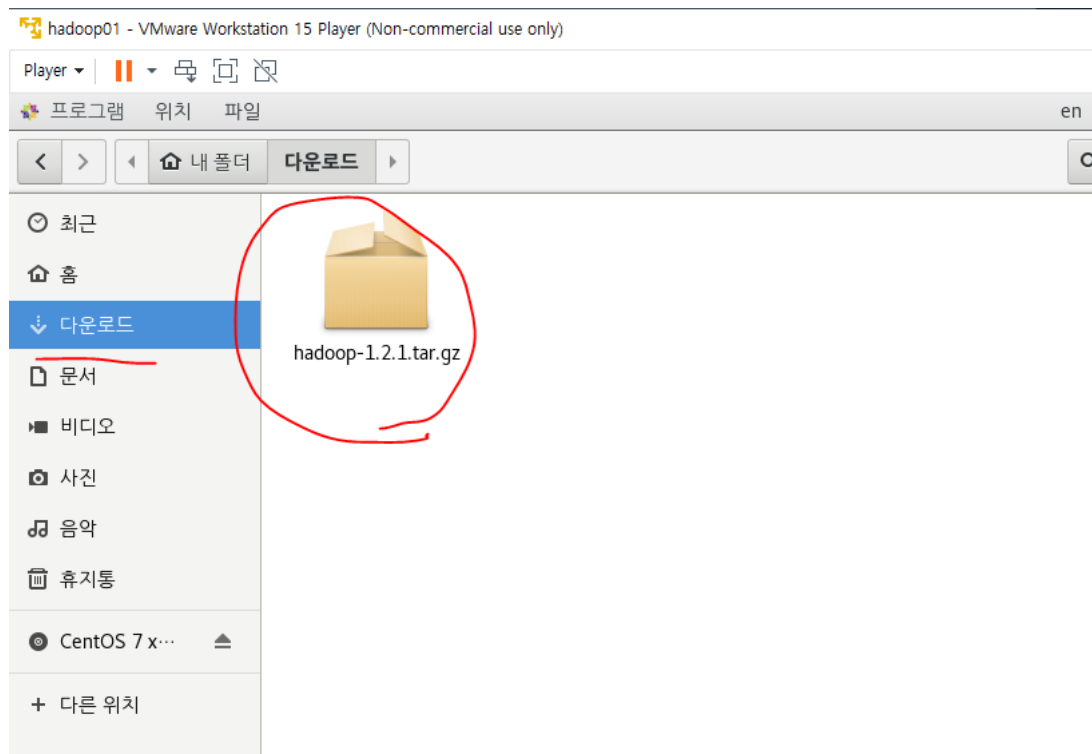 hadoop01 - VMware Workstation 15 Player (Non-commercial use only)
Player
프로그램 위치 파일 en
내 폴더 다운로드
최근
홈
다운로드
hadoop-1.2.1.tar.gz
문서
비디오
사진
음악
휴지통
CentOS 7 x⋯
+ 다른 위치